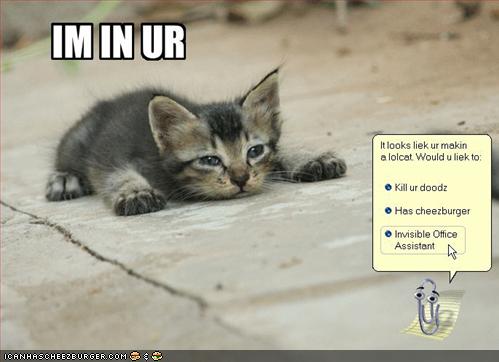 IM IN UR
It looks liek ur makin
a lolcat. Would u liek to:
Kill ur doodz
Has cheezburger
Invisible Office
Assistant
ICANHASCHEEZBURGER.COM